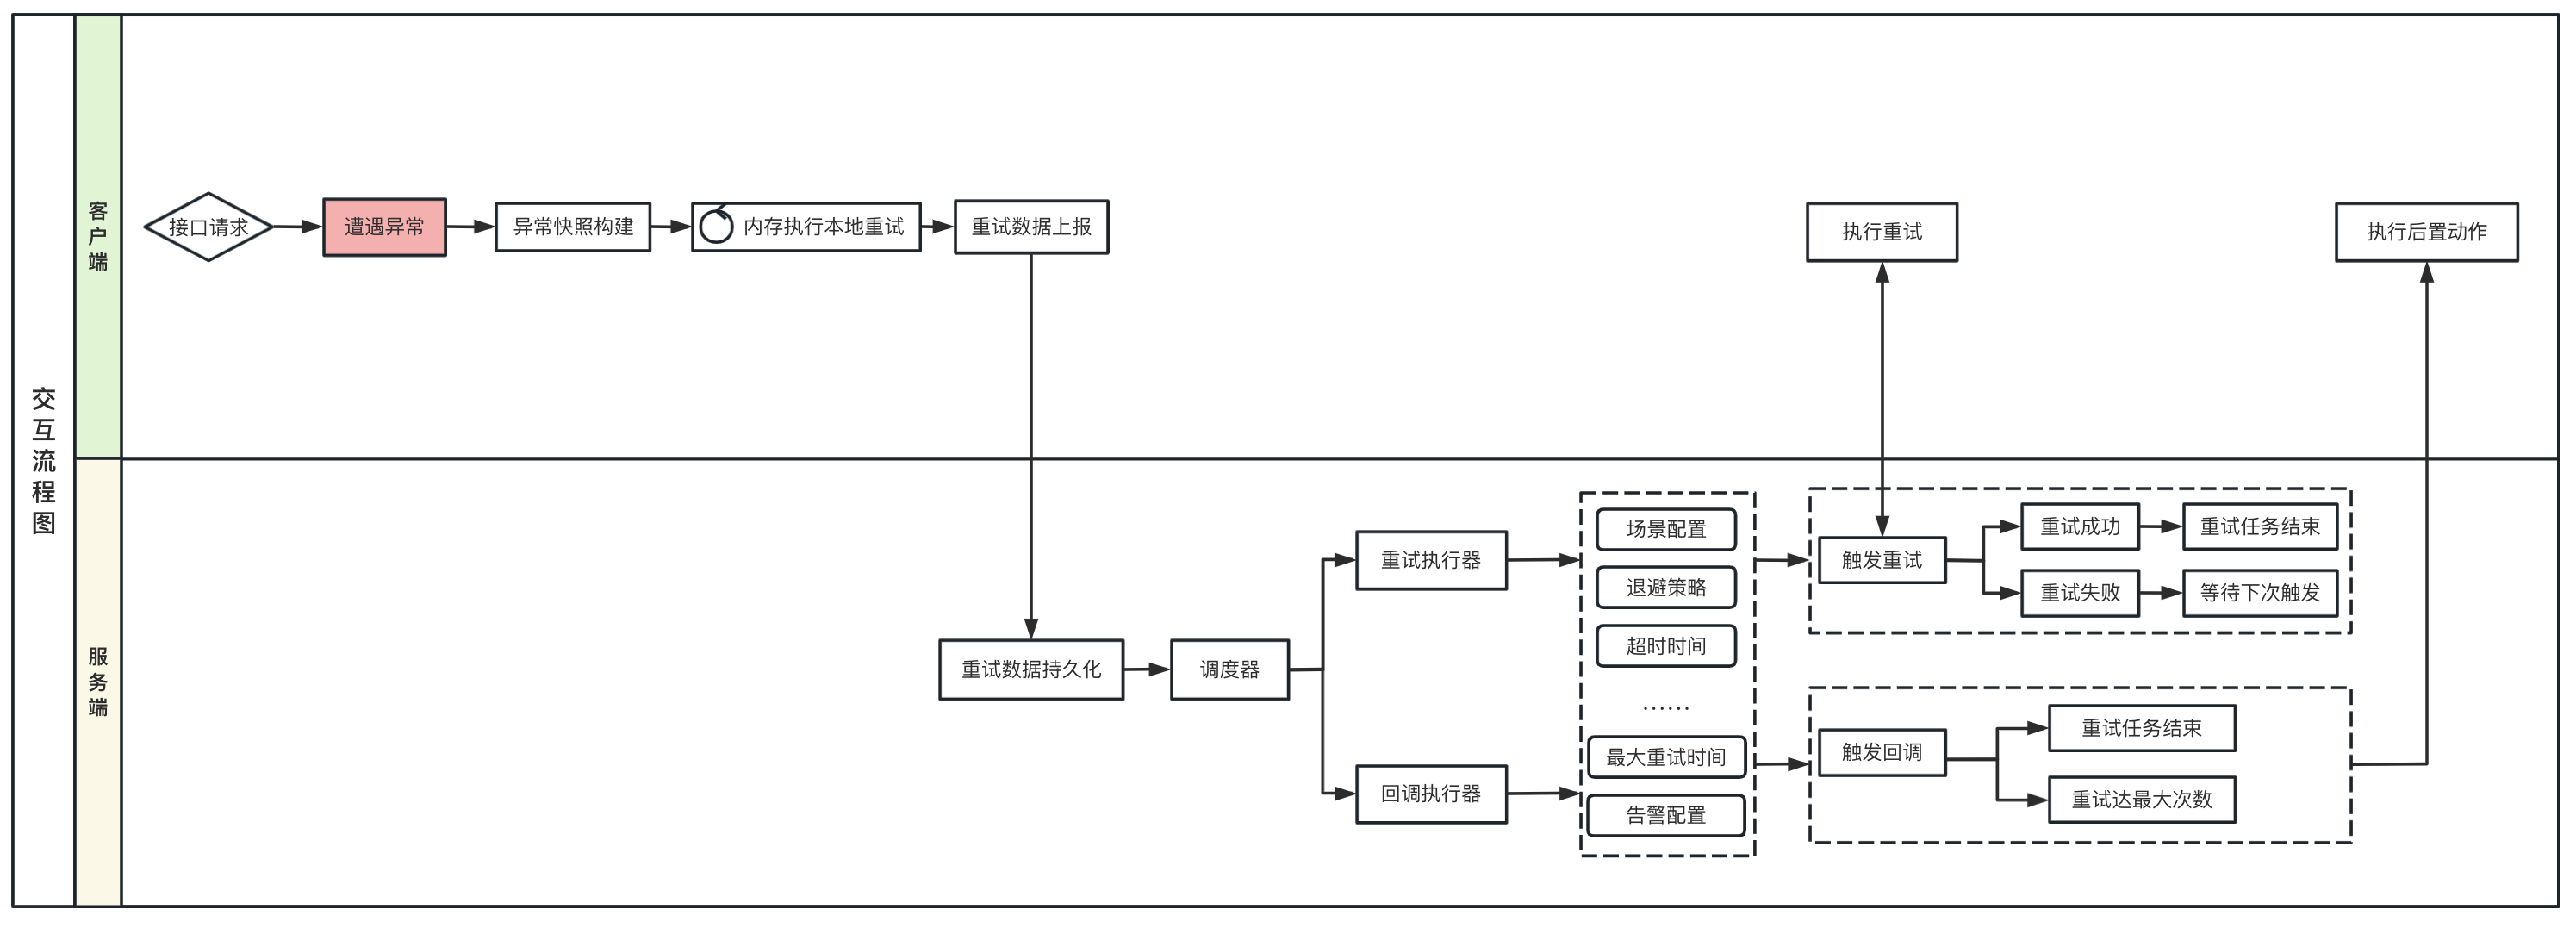 交互流程图
客户端
接口请求
遭遇异常
异常快照构建
内存执行本地重试
重试数据上报
执行重试
执行后置动作
服务端
重试数据持久化
调度器
重试执行器
回调执行器
场景配置
退避策略
超时时间
……
最大重试时间
告警配置
触发重试
重试成功
重试任务结束
重试失败
等待下次触发
触发回调
重试任务结束
重试达最大次数